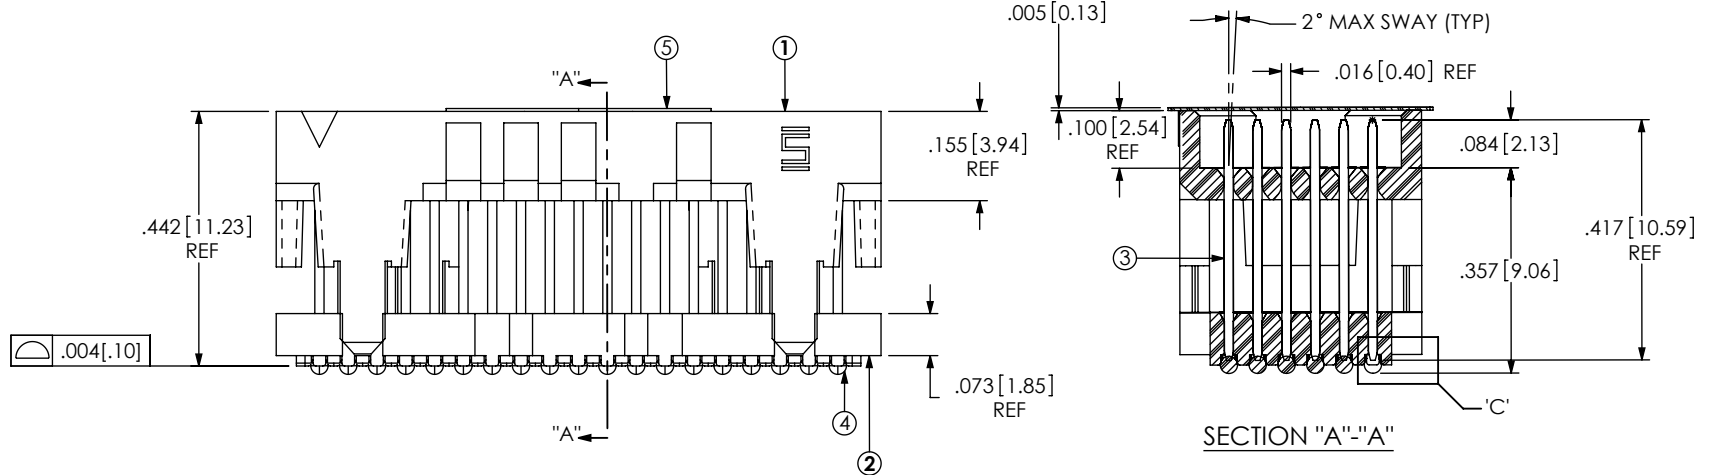 .005[0.13]
2° MAX SWAY (TYP)
5
1
"A"
.016[0.40] REF
.155[3.94]
REF
.100[2.54]
REF
.084[2.13]
.442[11.23]
REF
.417[10.59]
REF
3
.357[9.06]
.004[.10]
.073[1.85]
REF
4
'C'
"A"
SECTION "A"-"A"
2